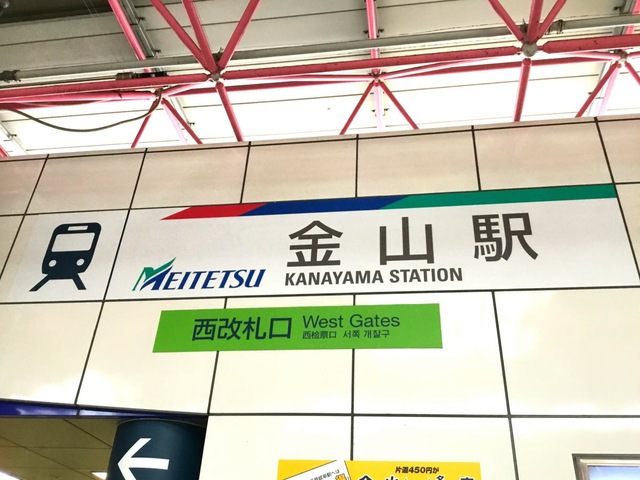 金山駅
MEITETSU
KANAYAMA STATION
西改札口 West Gates
西检票口 서쪽 개찰구
片道450円が